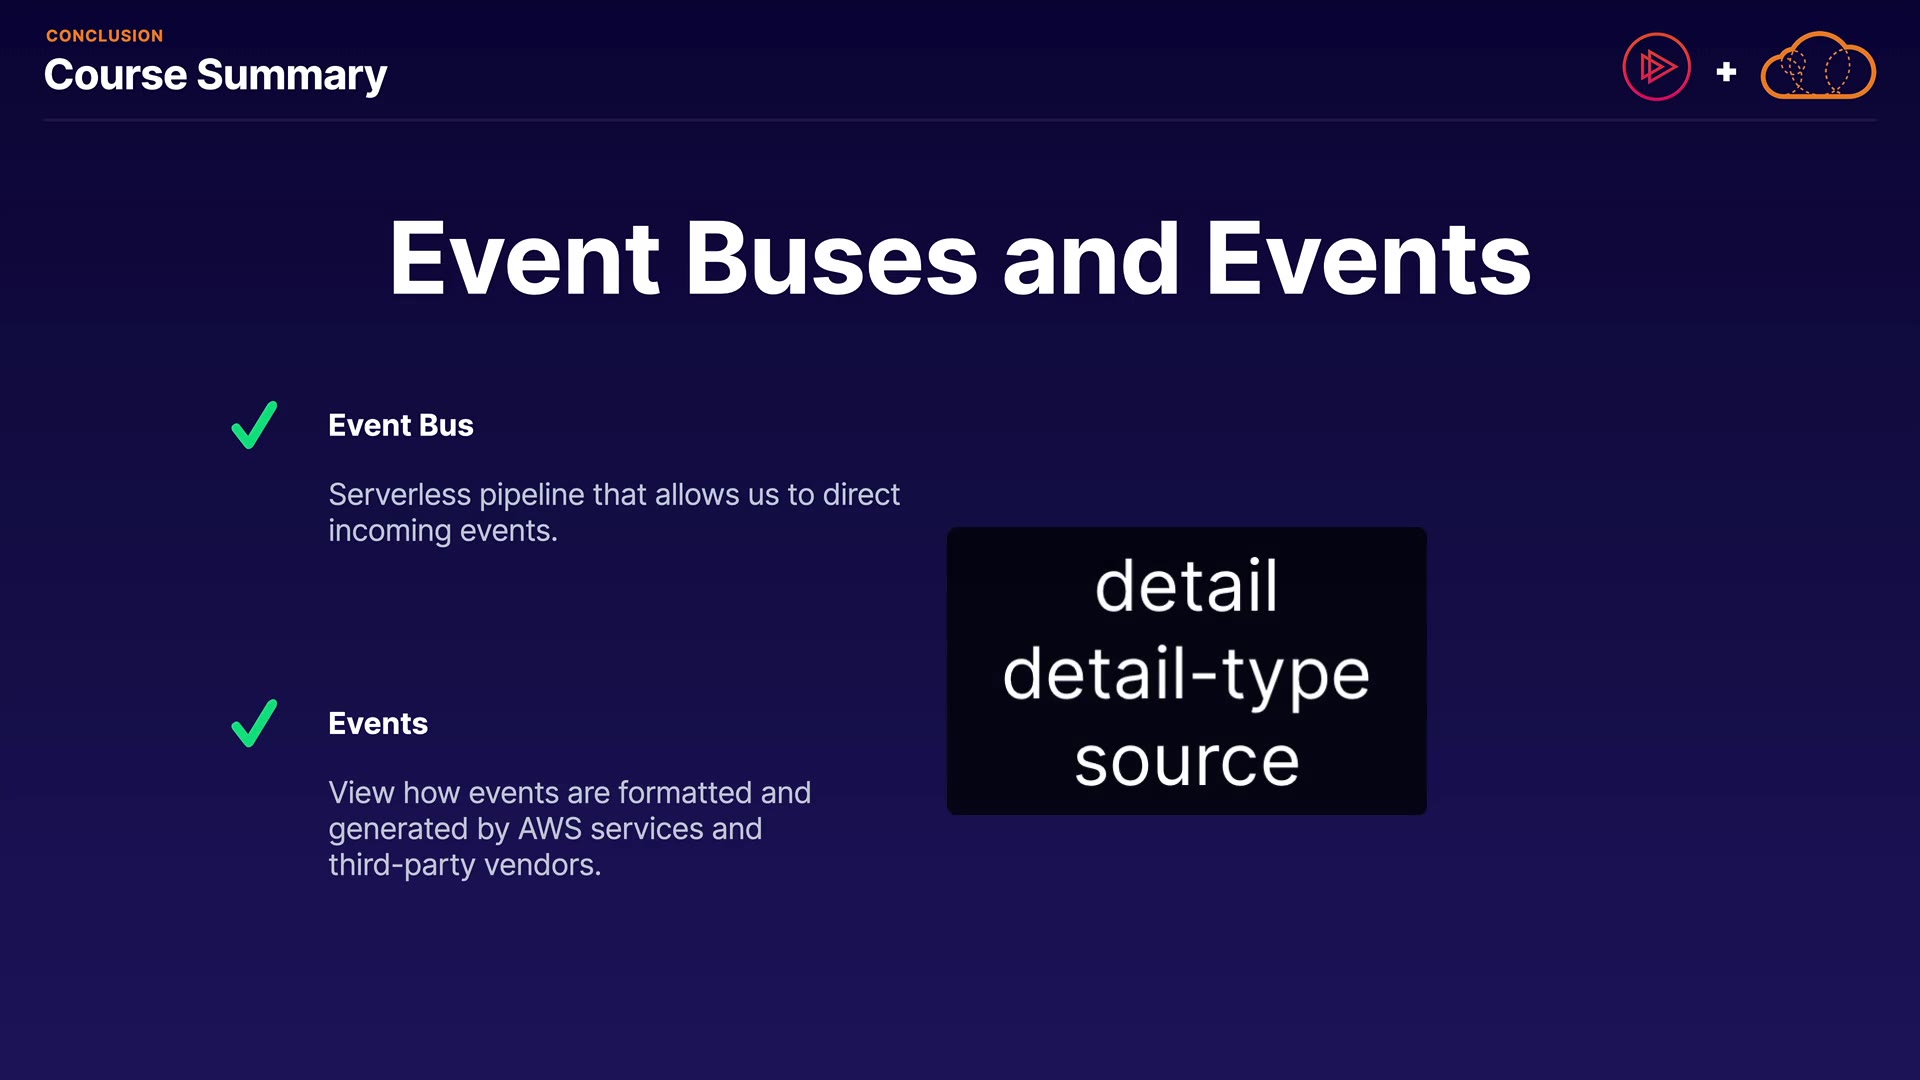 CONCLUSION
Course Summary
Event Buses and Events
Event Bus
Serverless pipeline that allows us to direct
incoming events.
detail
detail-type
source
Events
View how events are formatted and
generated by AWS services and
third-party vendors.